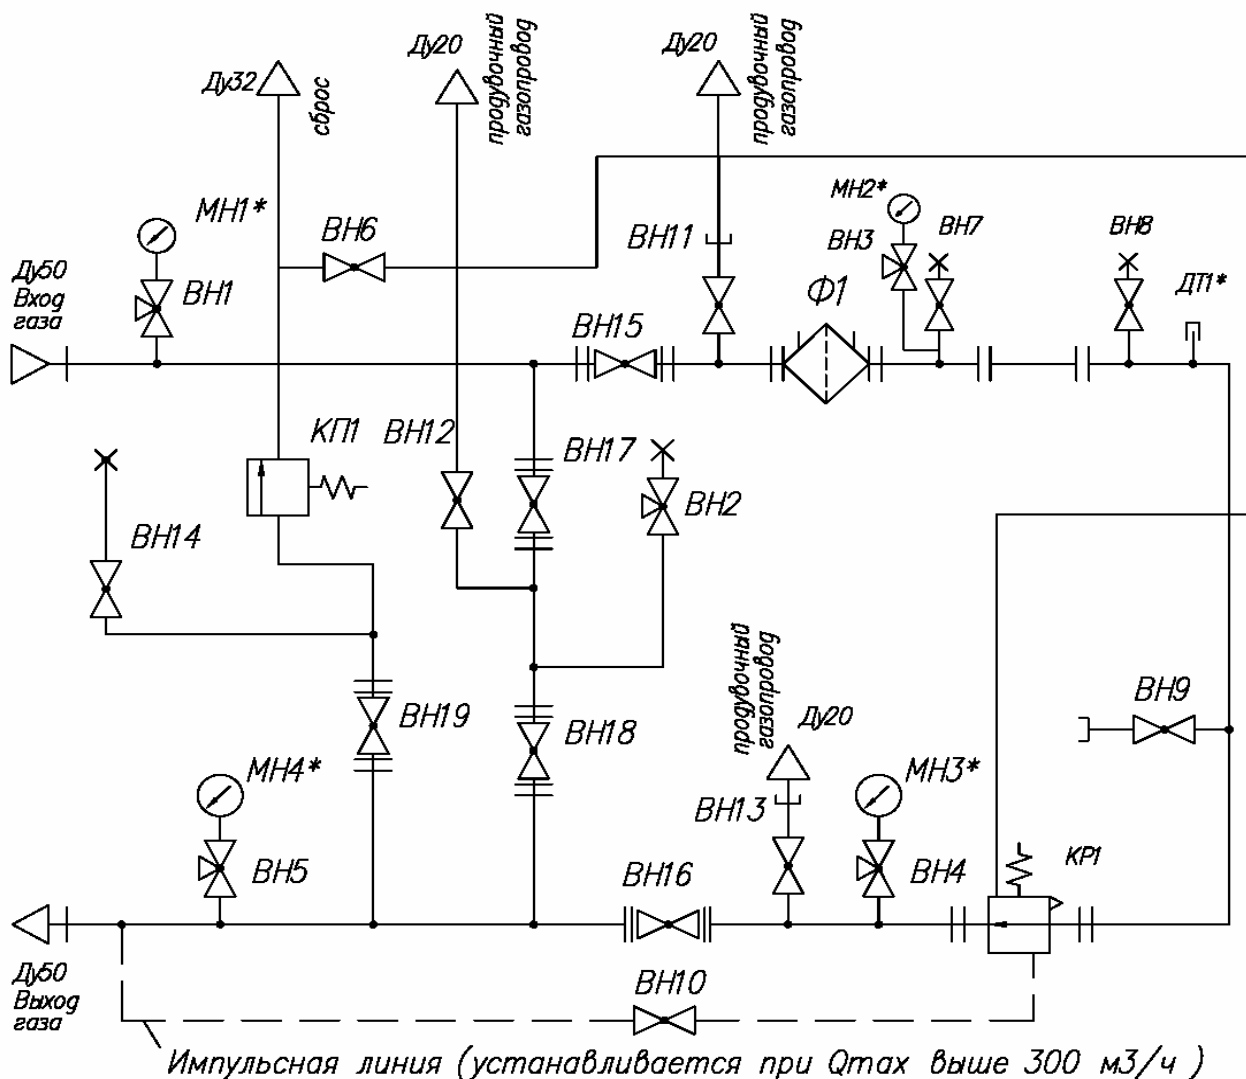 Ду32
сброс
Ду20
продувочный
газопровод
Ду20
продувочный
газопровод
МН1*
ВН6
ВН11
МН2*
ВН3
ВН7
ВН8
Ду50
Вход
газа
ВН1
ВН15
Ф1
ДТ1*
КП1
ВН12
ВН17
ВН2
ВН14
ВН19
ВН18
продувочный
газопровод
Ду20
ВН9
МН4*
ВН13
МН3*
ВН5
ВН16
ВН4
КР1
Ду50
Выход
газа
ВН10
Импульсная линия (устанавливается при Qmax выше 300 м3/ч )